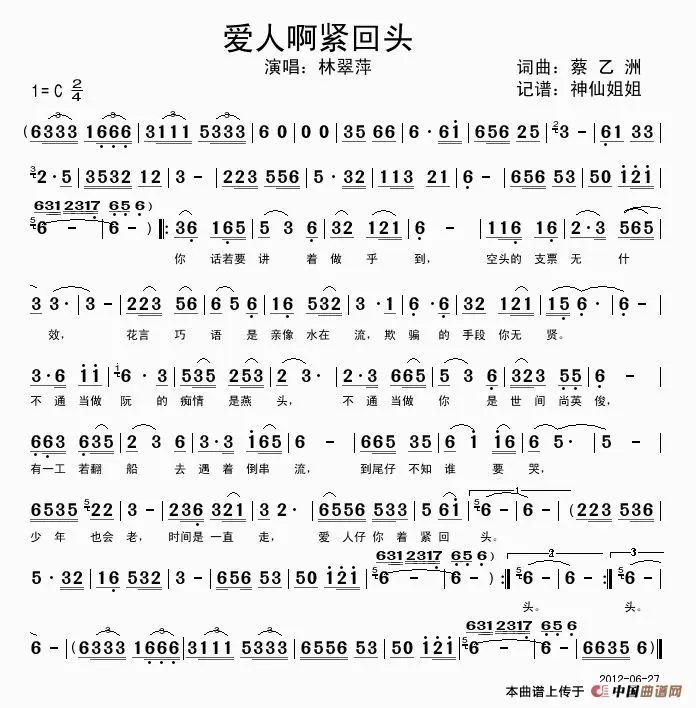 爱人啊紧回头
演唱：林翠萍
词曲：蔡 乙 洲
1=C 2/4
记谱：神仙姐姐
(6333 1666|3111 5333|6 0|0 0|35 66|6·61|656 25|3 -|61 33|
2·5|3532 12|3 -|223 556|5·32|113 21|6 -|656 53|50 121|
631 2317 65 6
6 -|6 -)‖:36 165|5 3 6|32 121|6 -|116 16|2·3 565|
你 话若要 讲 着 做 乎 到， 空头的 支票 无 什
3 3·|3 -|223 56|6 5 6|16 532|3·1|6·6|32 121|15 6·|6 -|
效， 花言 巧 语 是 亲像 水在 流，欺 骗 的 手段 你无 贤。
3·6 11|6·3|535 253|3·2|2·3 665|6 3|323 55|6 -|
不 通 当做 阮 的 痴情 是燕 头， 不 通 当做 你 是 世 间 尚英 俊，
663 635|2 3 6|3·3 165|6 -|6535 66|6 1 16|6 5·|5 -|
有一工 若翻 船 去 遇 着 倒串 流， 到尾仔 不知 谁 要 哭，
6535 22|3 -|236 321|3 2·|6556 533|5 61|6 -|6 -|(223 536|
少 年 也会 老，时间是 一直 走， 爱 人仔 你 着 紧 回 头。
631 2317 65 6
5·32|16 532|3 -|656 53|50 121|6 -|6 -):‖6 -|6 -:‖6 -|
头。 头。
631 2317 65 6
6 -|(6333 1666|3111 5333|6556 533|50 121|6 -|6 -|6635 6)‖
2012-06-27
本曲谱上传于 中国曲谱网